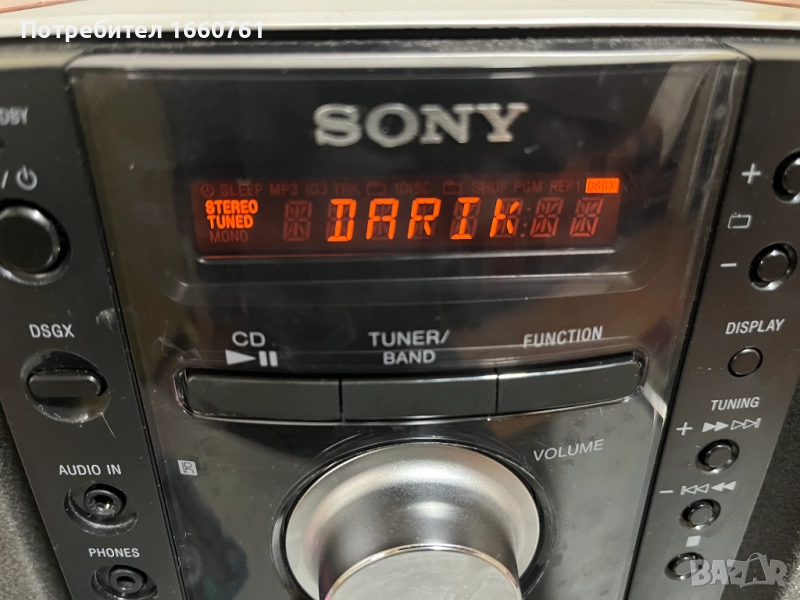 Потребител 1660761
SONY
SLEEP MP3 ID3 TRK 1DISC SHUF PGM REP1 DSGX
STEREO
TUNED
MONO
DARIK
I / ⏻
DSGX
CD
TUNER/
BAND
FUNCTION
DISPLAY
TUNING
+
-
+
-
VOLUME
R
AUDIO IN
PHONES
BAZAR